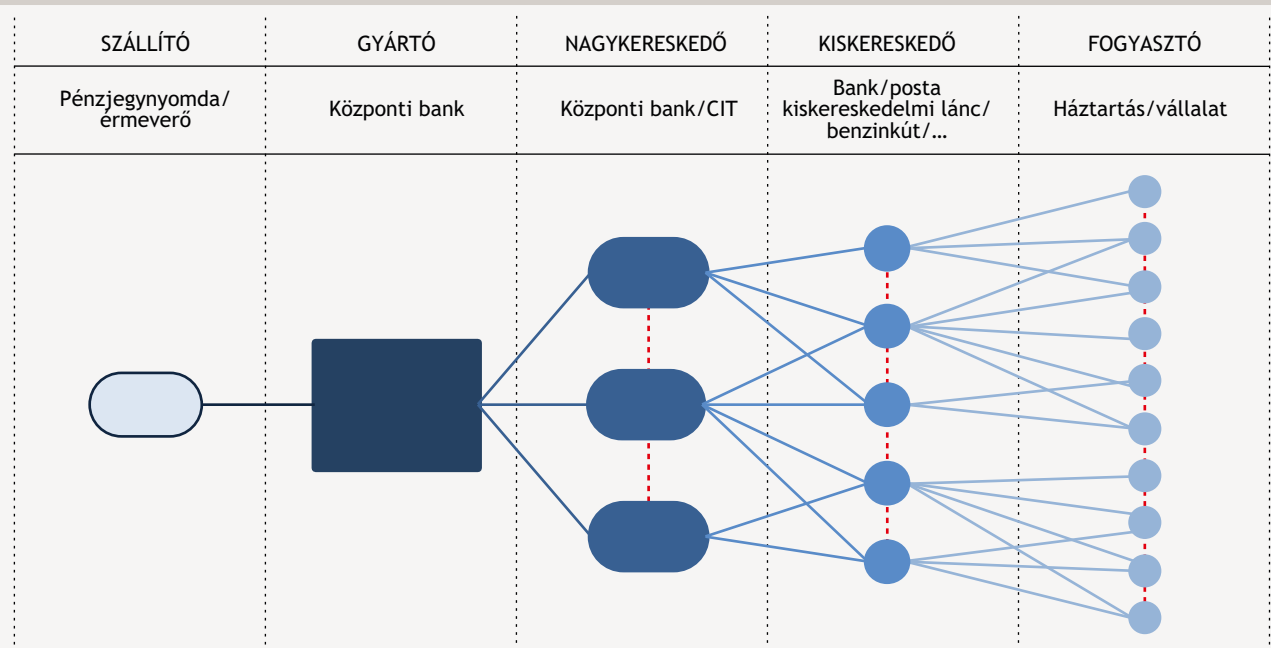 SZÁLLÍTÓ
GYÁRTÓ
NAGYKERESKEDŐ
KISKERESKEDŐ
FOGYASZTÓ
Pénzjegynyomda/
érmeverő
Központi bank
Központi bank/CIT
Bank/posta
kiskereskedelmi lánc/
benzinkút/…
Háztartás/vállalat